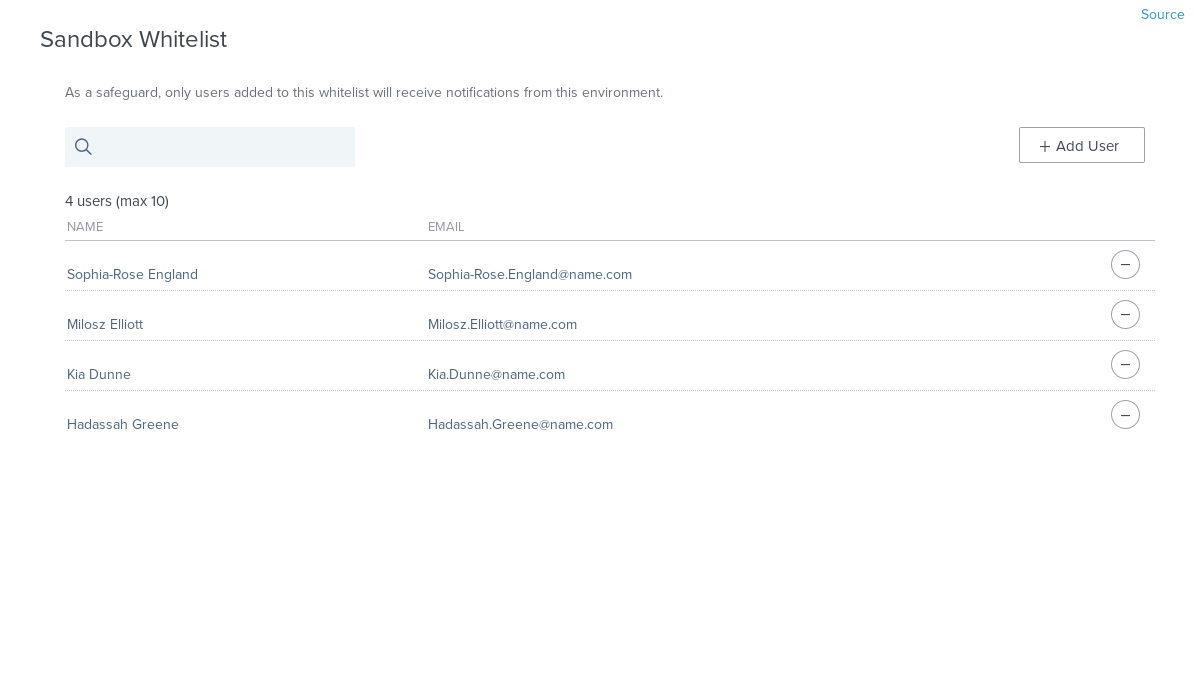 Source
Sandbox Whitelist
As a safeguard, only users added to this whitelist will receive notifications from this environment.
+ Add User
4 users (max 10)
NAME EMAIL
Sophia-Rose England Sophia-Rose.England@name.com
Milosz Elliott Milosz.Elliott@name.com
Kia Dunne Kia.Dunne@name.com
Hadassah Greene Hadassah.Greene@name.com